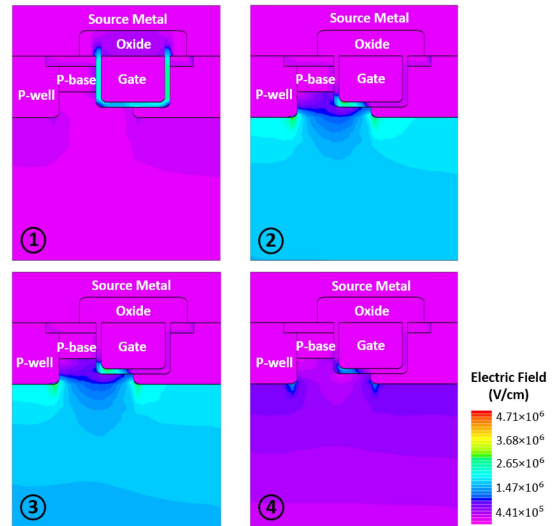 Source Metal
Oxide
P-base
Gate
P-well
①
Source Metal
Oxide
P-base
Gate
P-well
②
Source Metal
Oxide
P-base
Gate
P-well
③
Source Metal
Oxide
P-base
Gate
P-well
④
Electric Field
(V/cm)
4.71×10⁶
3.68×10⁶
2.65×10⁶
1.47×10⁶
4.41×10⁵